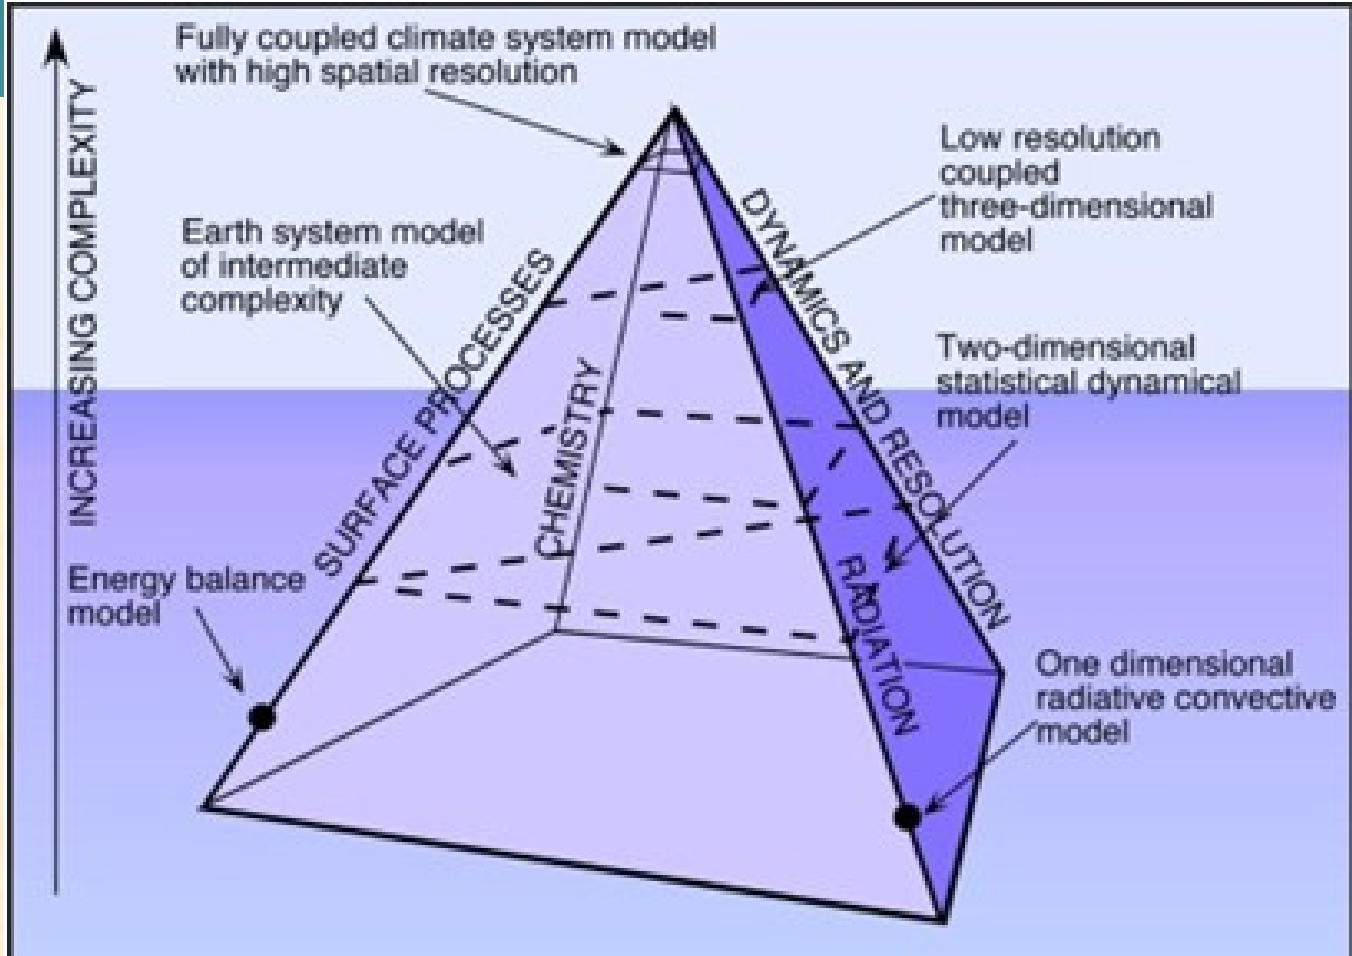 Fully coupled climate system model
with high spatial resolution
INCREASING COMPLEXITY
Low resolution
coupled
three-dimensional
model
Earth system model
of intermediate
complexity
SURFACE PROCESSES
CHEMISTRY
DYNAMICS AND RESOLUTION
RADIATION
Two-dimensional
statistical dynamical
model
Energy balance
model
One dimensional
radiative convective
model